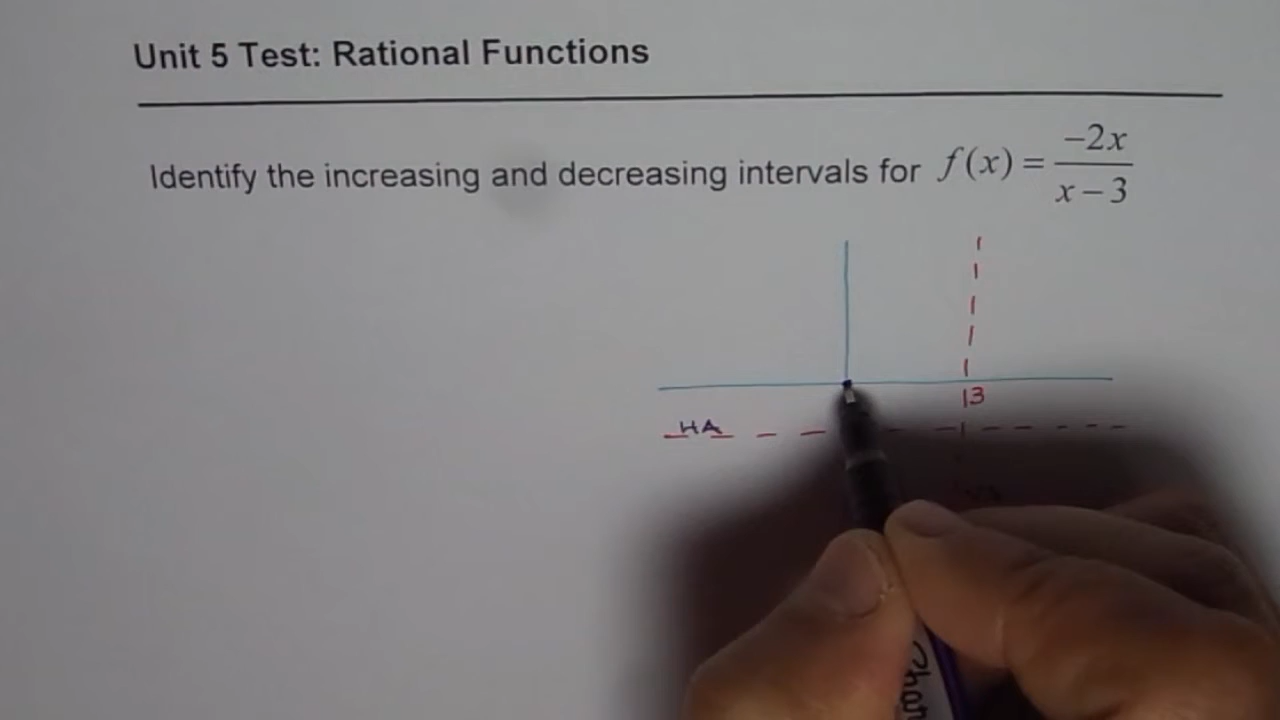 Unit 5 Test: Rational Functions
Identify the increasing and decreasing intervals for f(x) = -2x / x - 3
3
HA